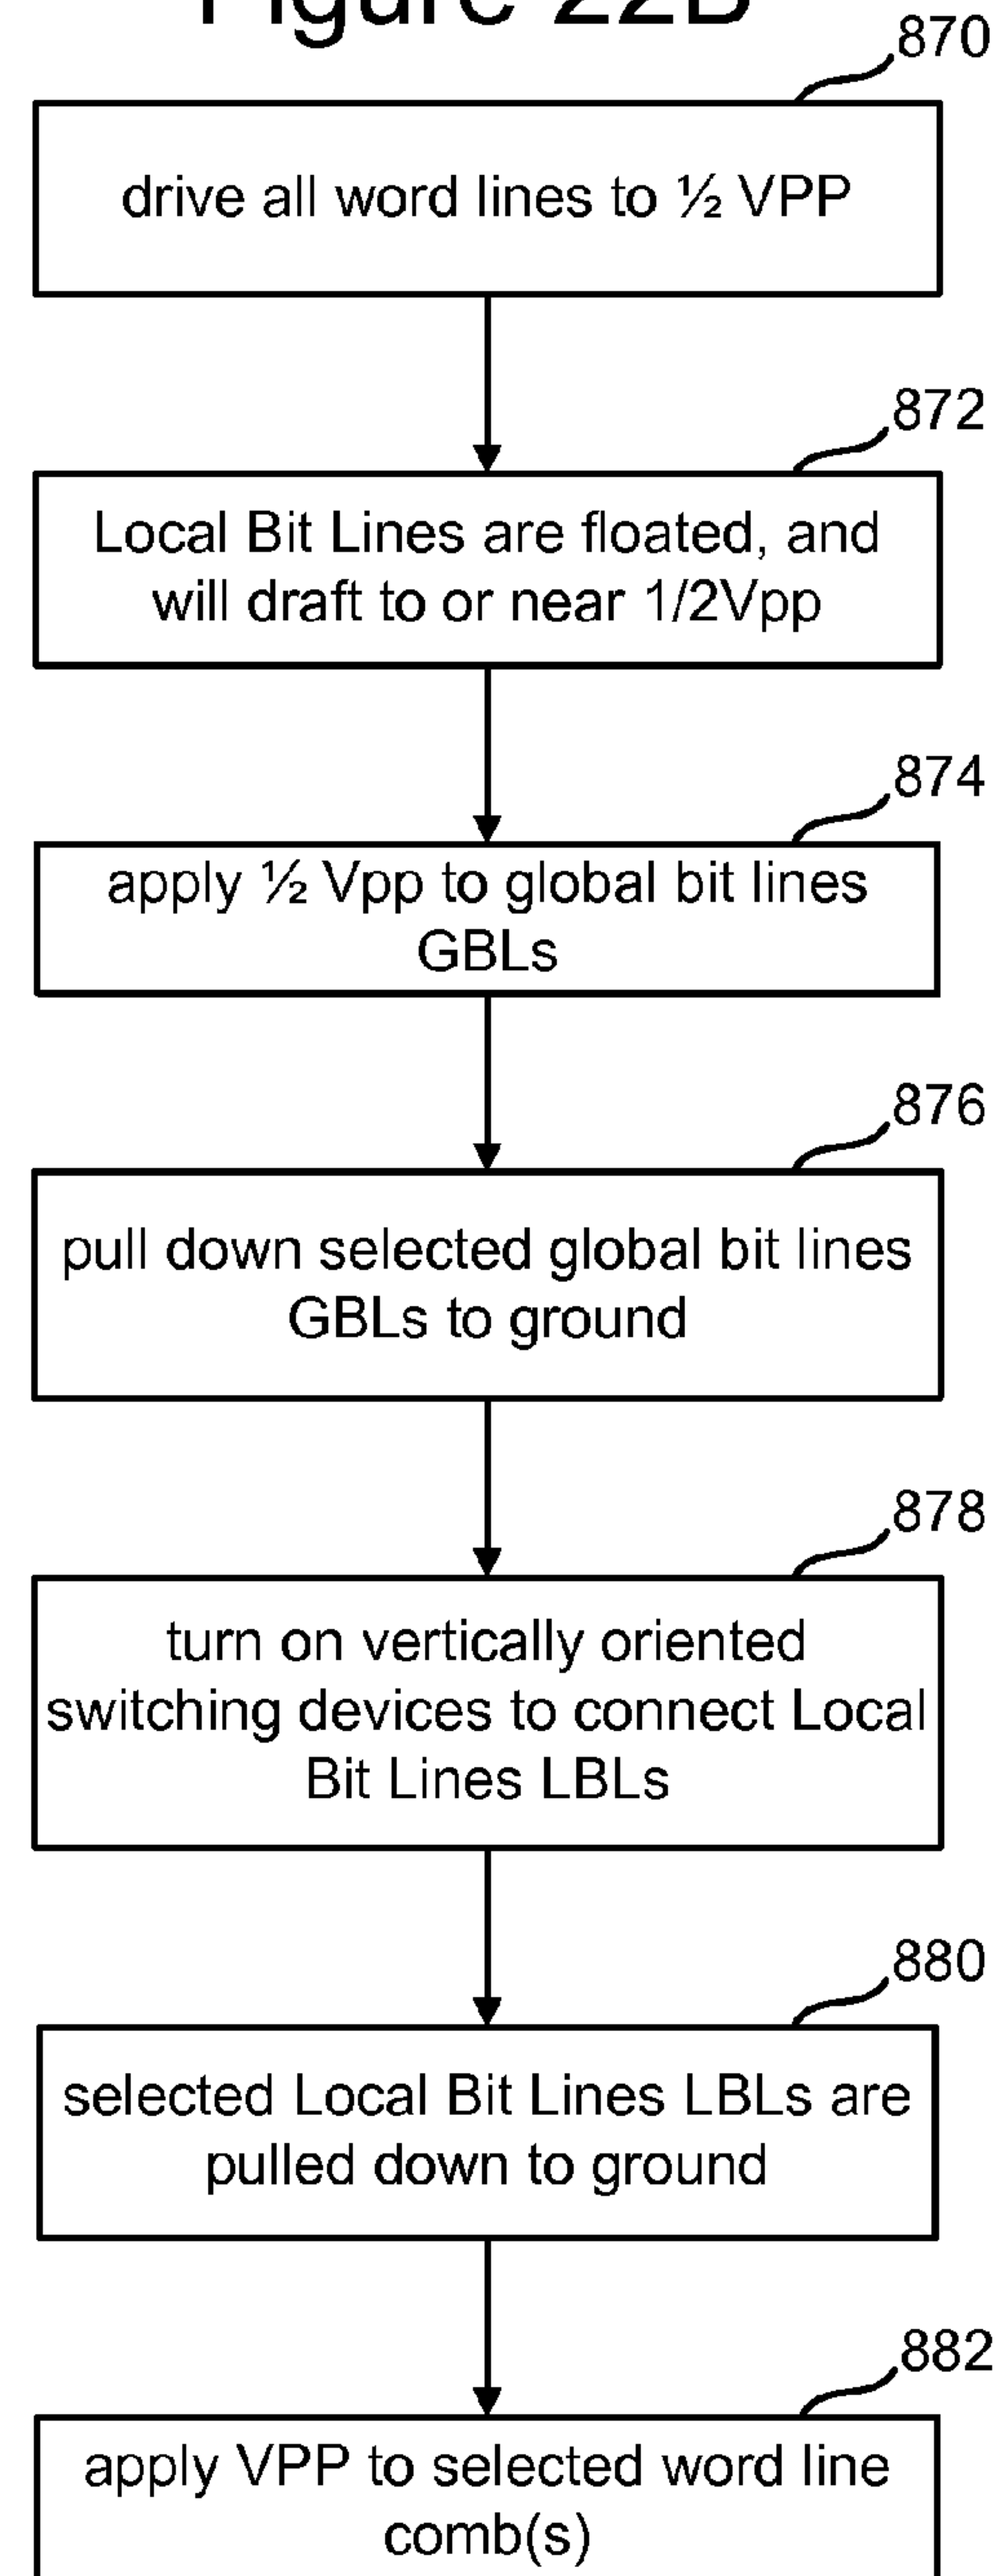 Figure 22B
870
drive all word lines to ½ VPP
872
Local Bit Lines are floated, and
will draft to or near 1/2Vpp
874
apply ½ Vpp to global bit lines
GBLs
876
pull down selected global bit lines
GBLs to ground
878
turn on vertically oriented
switching devices to connect Local
Bit Lines LBLs
880
selected Local Bit Lines LBLs are
pulled down to ground
882
apply VPP to selected word line
comb(s)